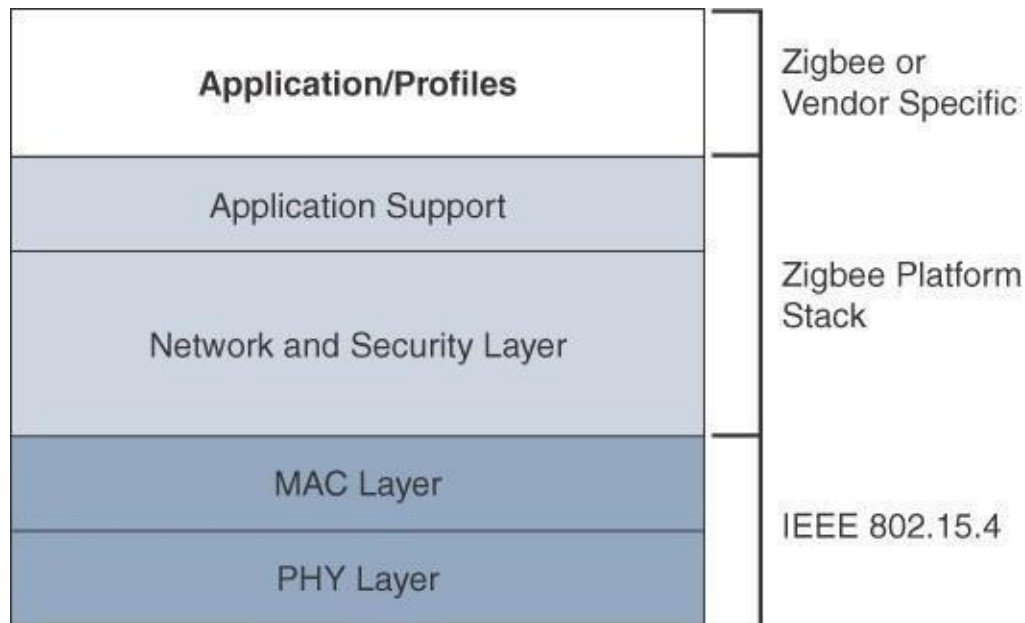 Application/Profiles
Zigbee or
Vendor Specific
Application Support
Network and Security Layer
Zigbee Platform
Stack
MAC Layer
PHY Layer
IEEE 802.15.4